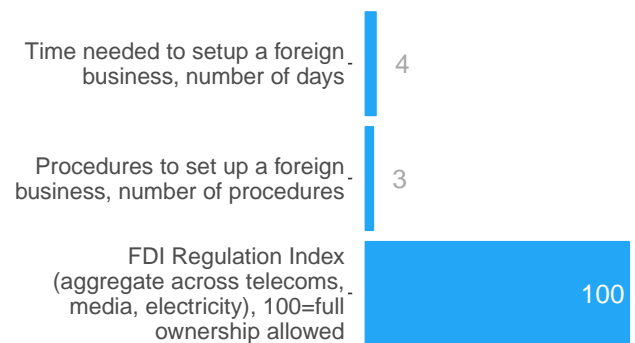 Time needed to setup a foreign
business, number of days
4
Procedures to set up a foreign
business, number of procedures
3
FDI Regulation Index
(aggregate across telecoms,
media, electricity), 100=full
ownership allowed
100